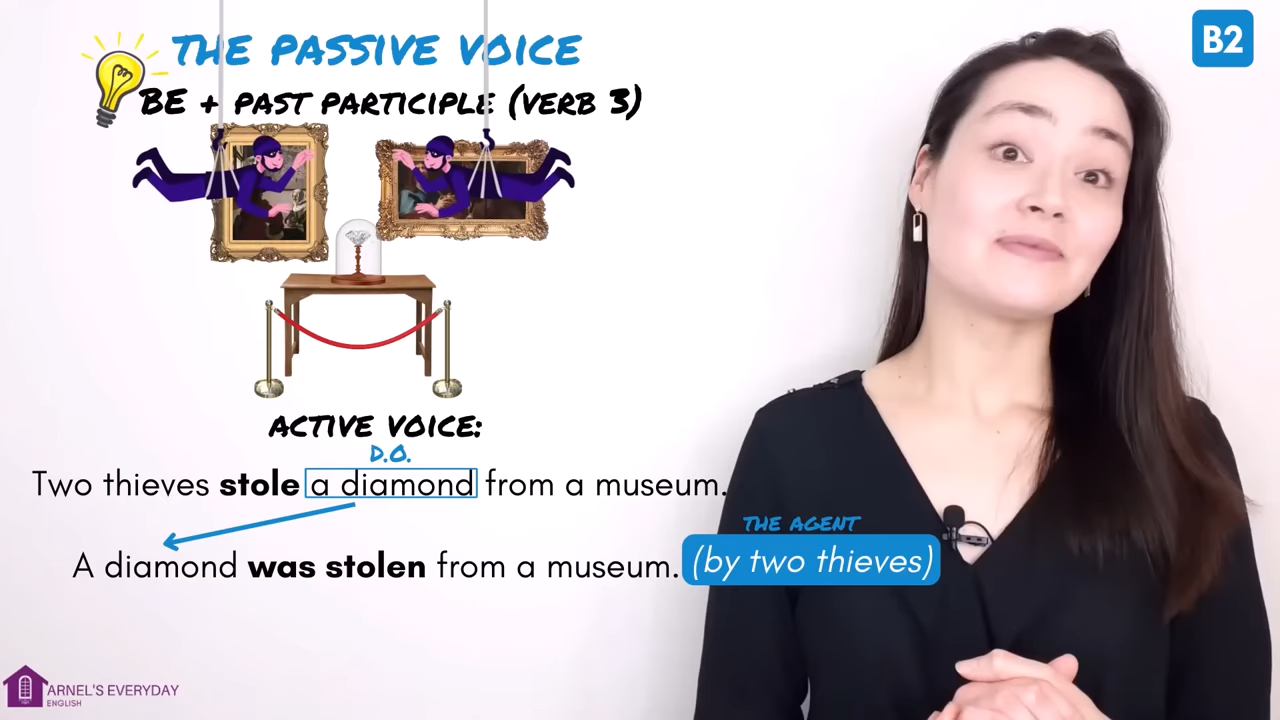 B2
THE PASSIVE VOICE
BE + PAST PARTICIPLE (VERB 3)
ACTIVE VOICE:
D.O.
Two thieves stole a diamond from a museum.
THE AGENT
A diamond was stolen from a museum. (by two thieves)
ARNEL'S EVERYDAY
ENGLISH